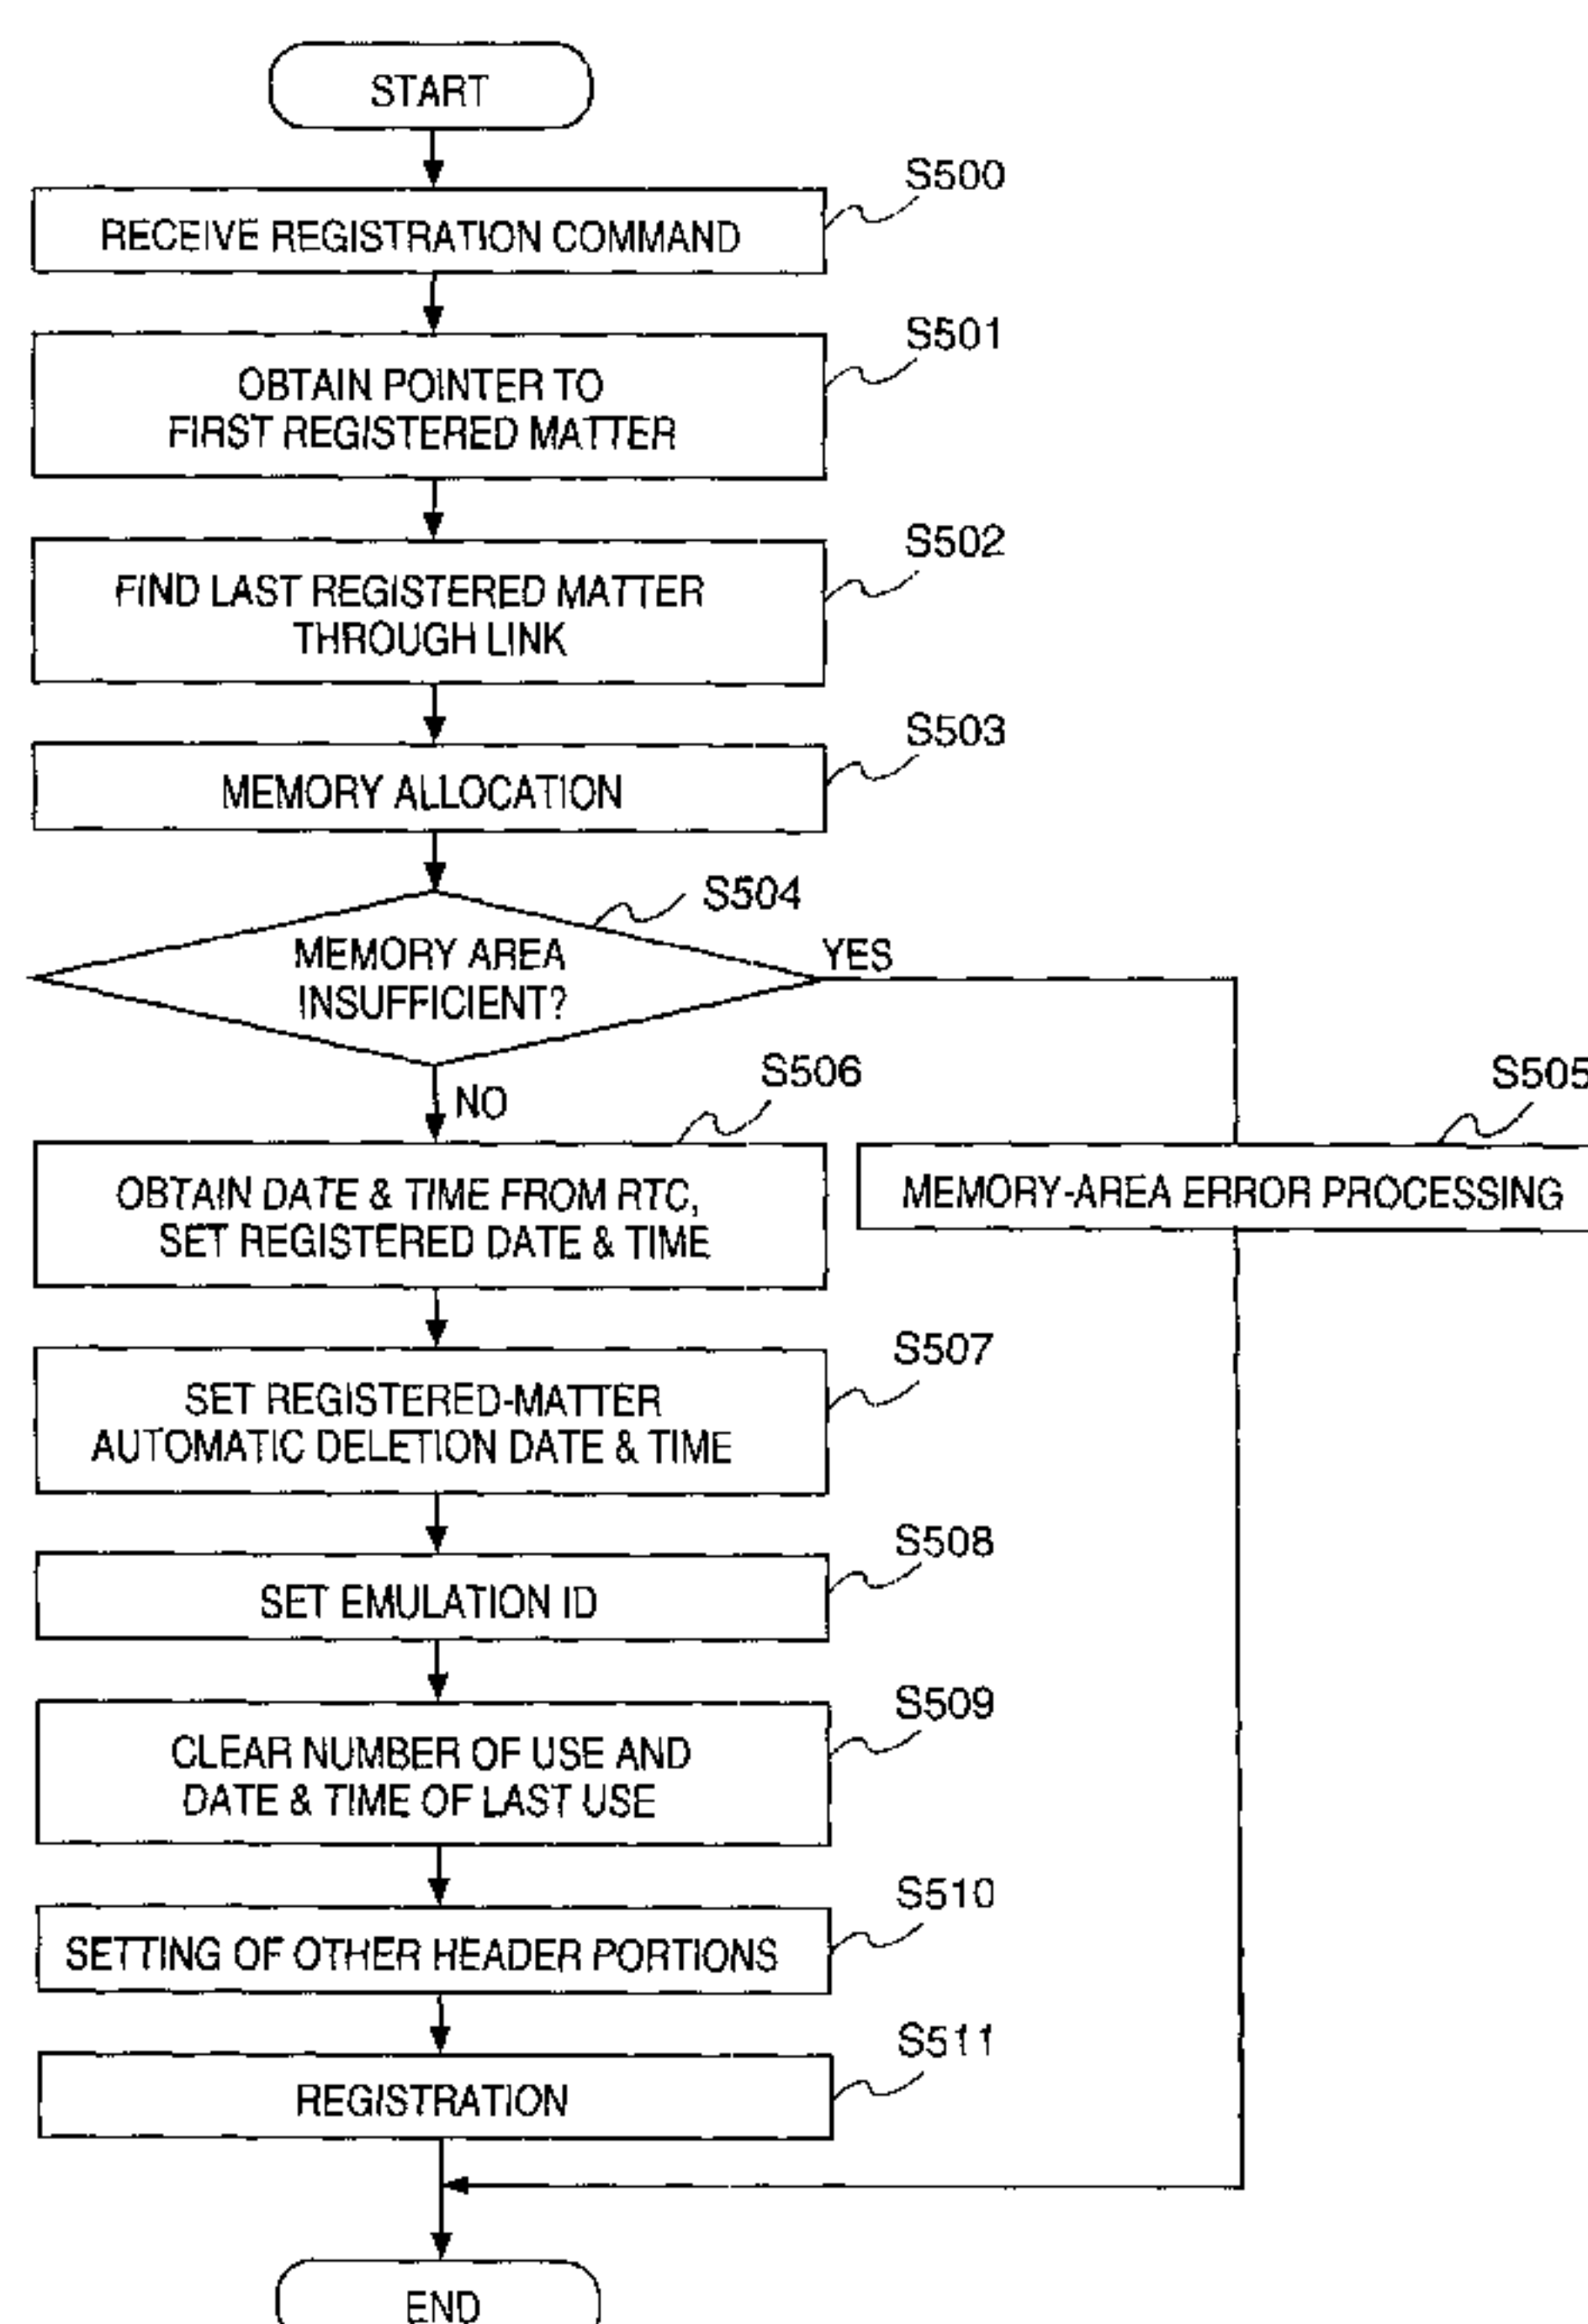 START
S500
RECEIVE REGISTRATION COMMAND
S501
OBTAIN POINTER TO
FIRST REGISTERED MATTER
S502
FIND LAST REGISTERED MATTER
THROUGH LINK
S503
MEMORY ALLOCATION
S504
MEMORY AREA
INSUFFICIENT?
YES
NO
S506
S505
OBTAIN DATE & TIME FROM RTC,
SET REGISTERED DATE & TIME
MEMORY-AREA ERROR PROCESSING
S507
SET REGISTERED-MATTER
AUTOMATIC DELETION DATE & TIME
S508
SET EMULATION ID
S509
CLEAR NUMBER OF USE AND
DATE & TIME OF LAST USE
S510
SETTING OF OTHER HEADER PORTIONS
S511
REGISTRATION
END